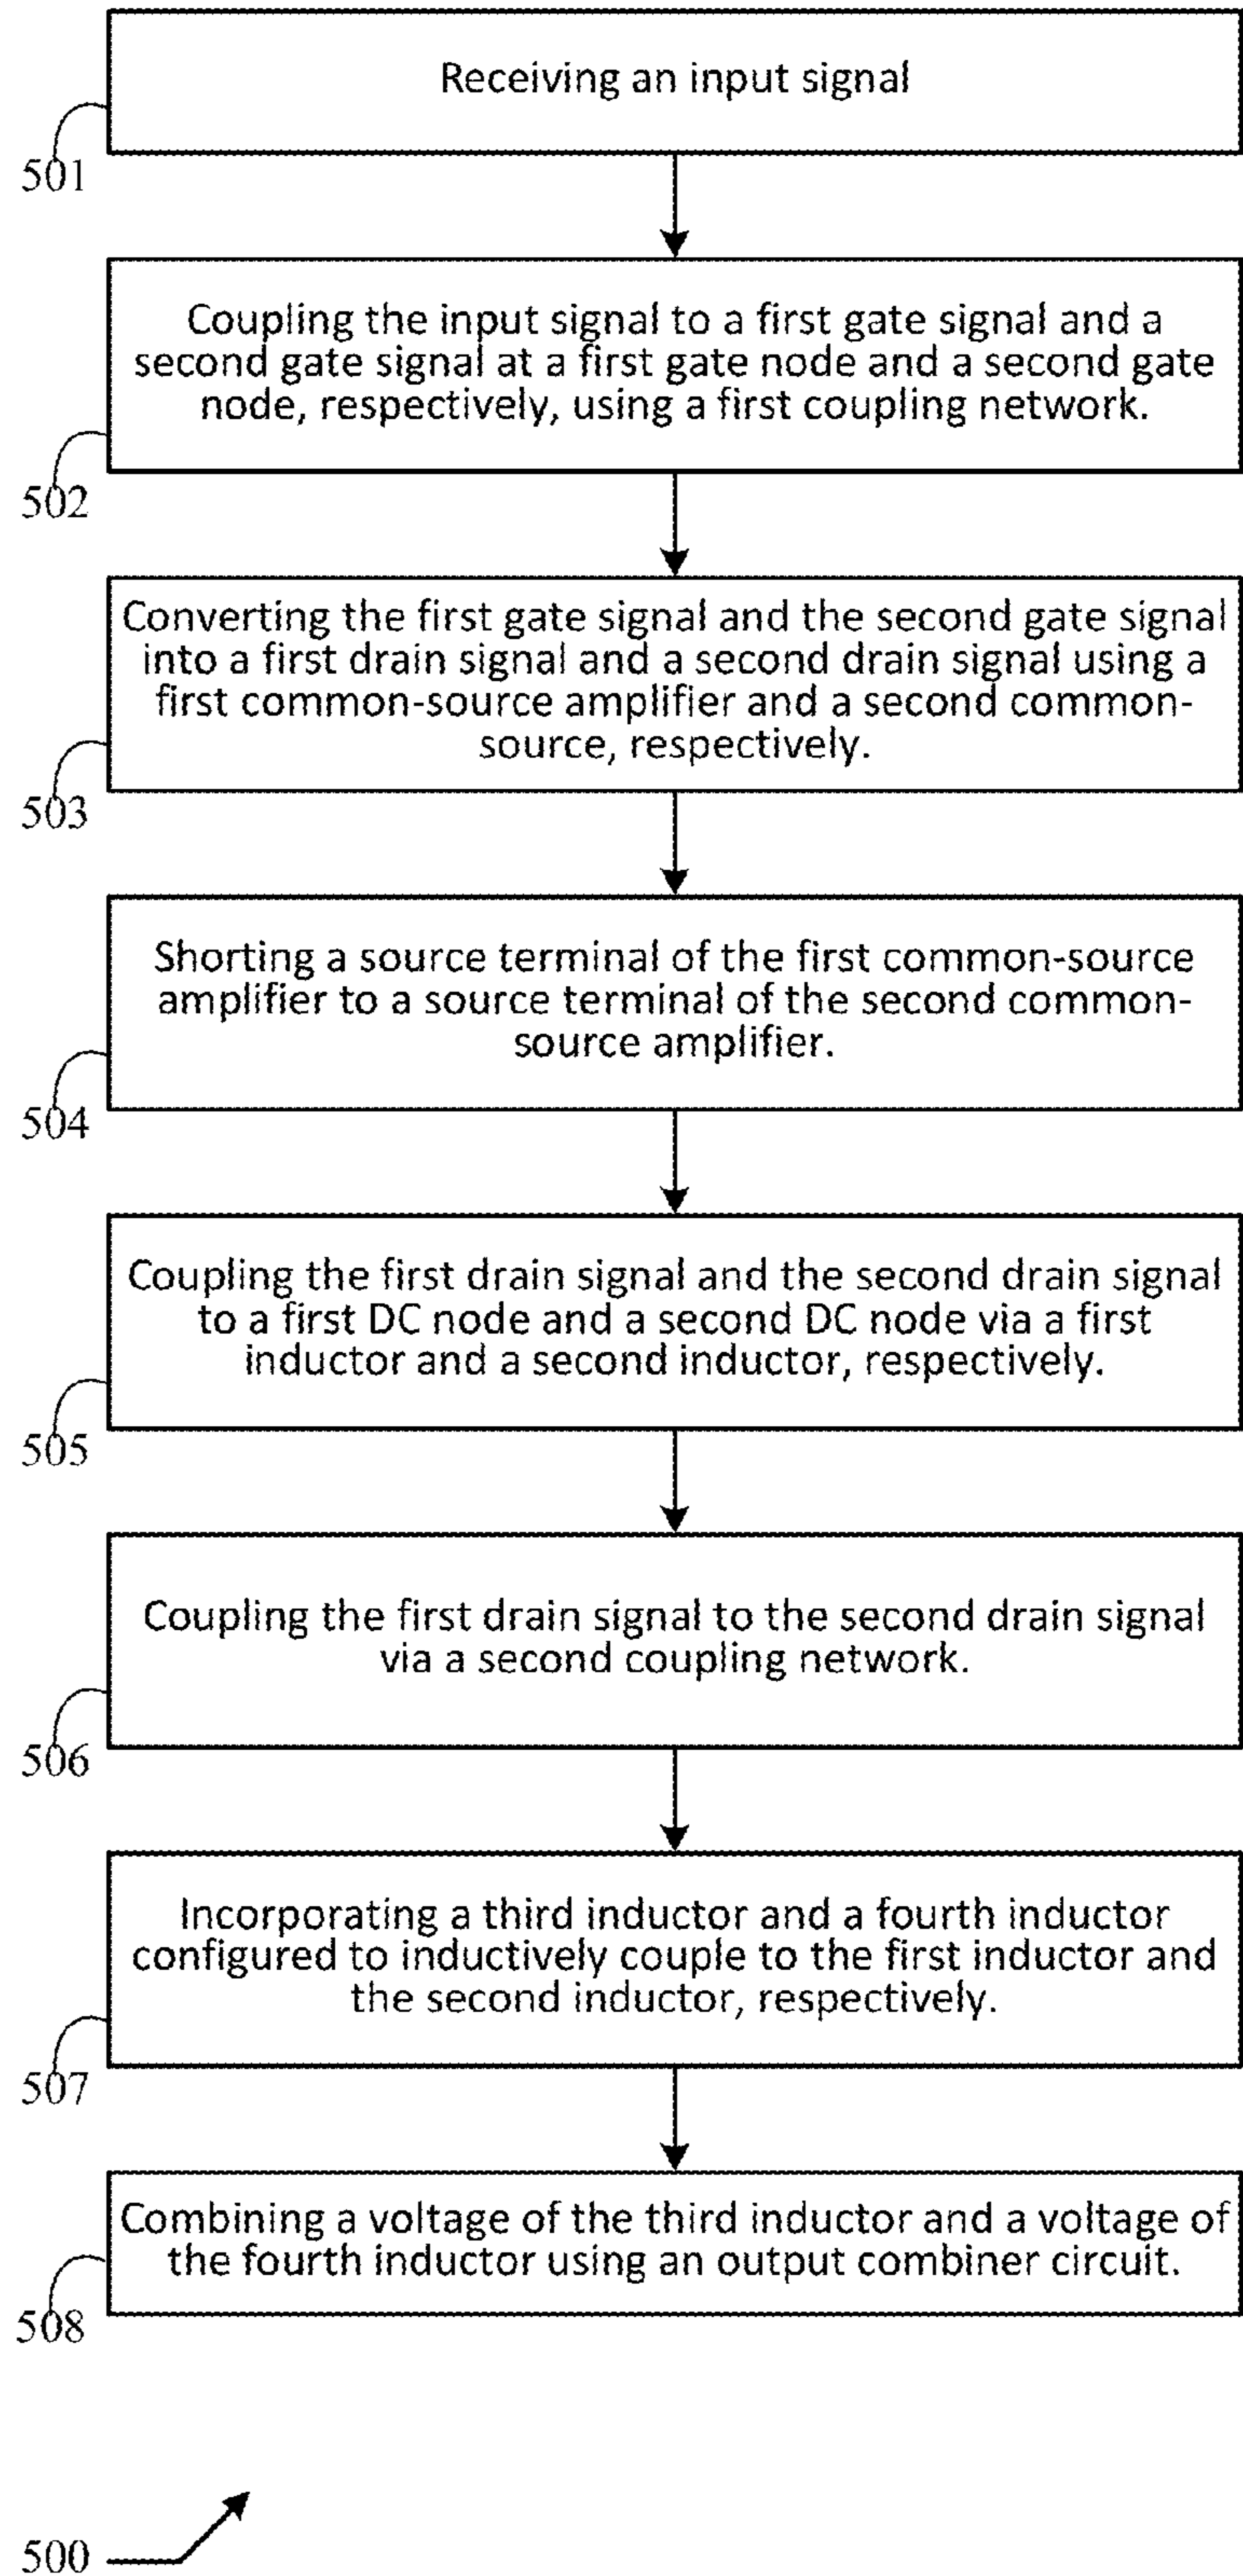 Receiving an input signal
501
Coupling the input signal to a first gate signal and a
second gate signal at a first gate node and a second gate
node, respectively, using a first coupling network.
502
Converting the first gate signal and the second gate signal
into a first drain signal and a second drain signal using a
first common-source amplifier and a second common-
source, respectively.
503
Shorting a source terminal of the first common-source
amplifier to a source terminal of the second common-
source amplifier.
504
Coupling the first drain signal and the second drain signal
to a first DC node and a second DC node via a first
inductor and a second inductor, respectively.
505
Coupling the first drain signal to the second drain signal
via a second coupling network.
506
Incorporating a third inductor and a fourth inductor
configured to inductively couple to the first inductor and
the second inductor, respectively.
507
Combining a voltage of the third inductor and a voltage of
the fourth inductor using an output combiner circuit.
508
500